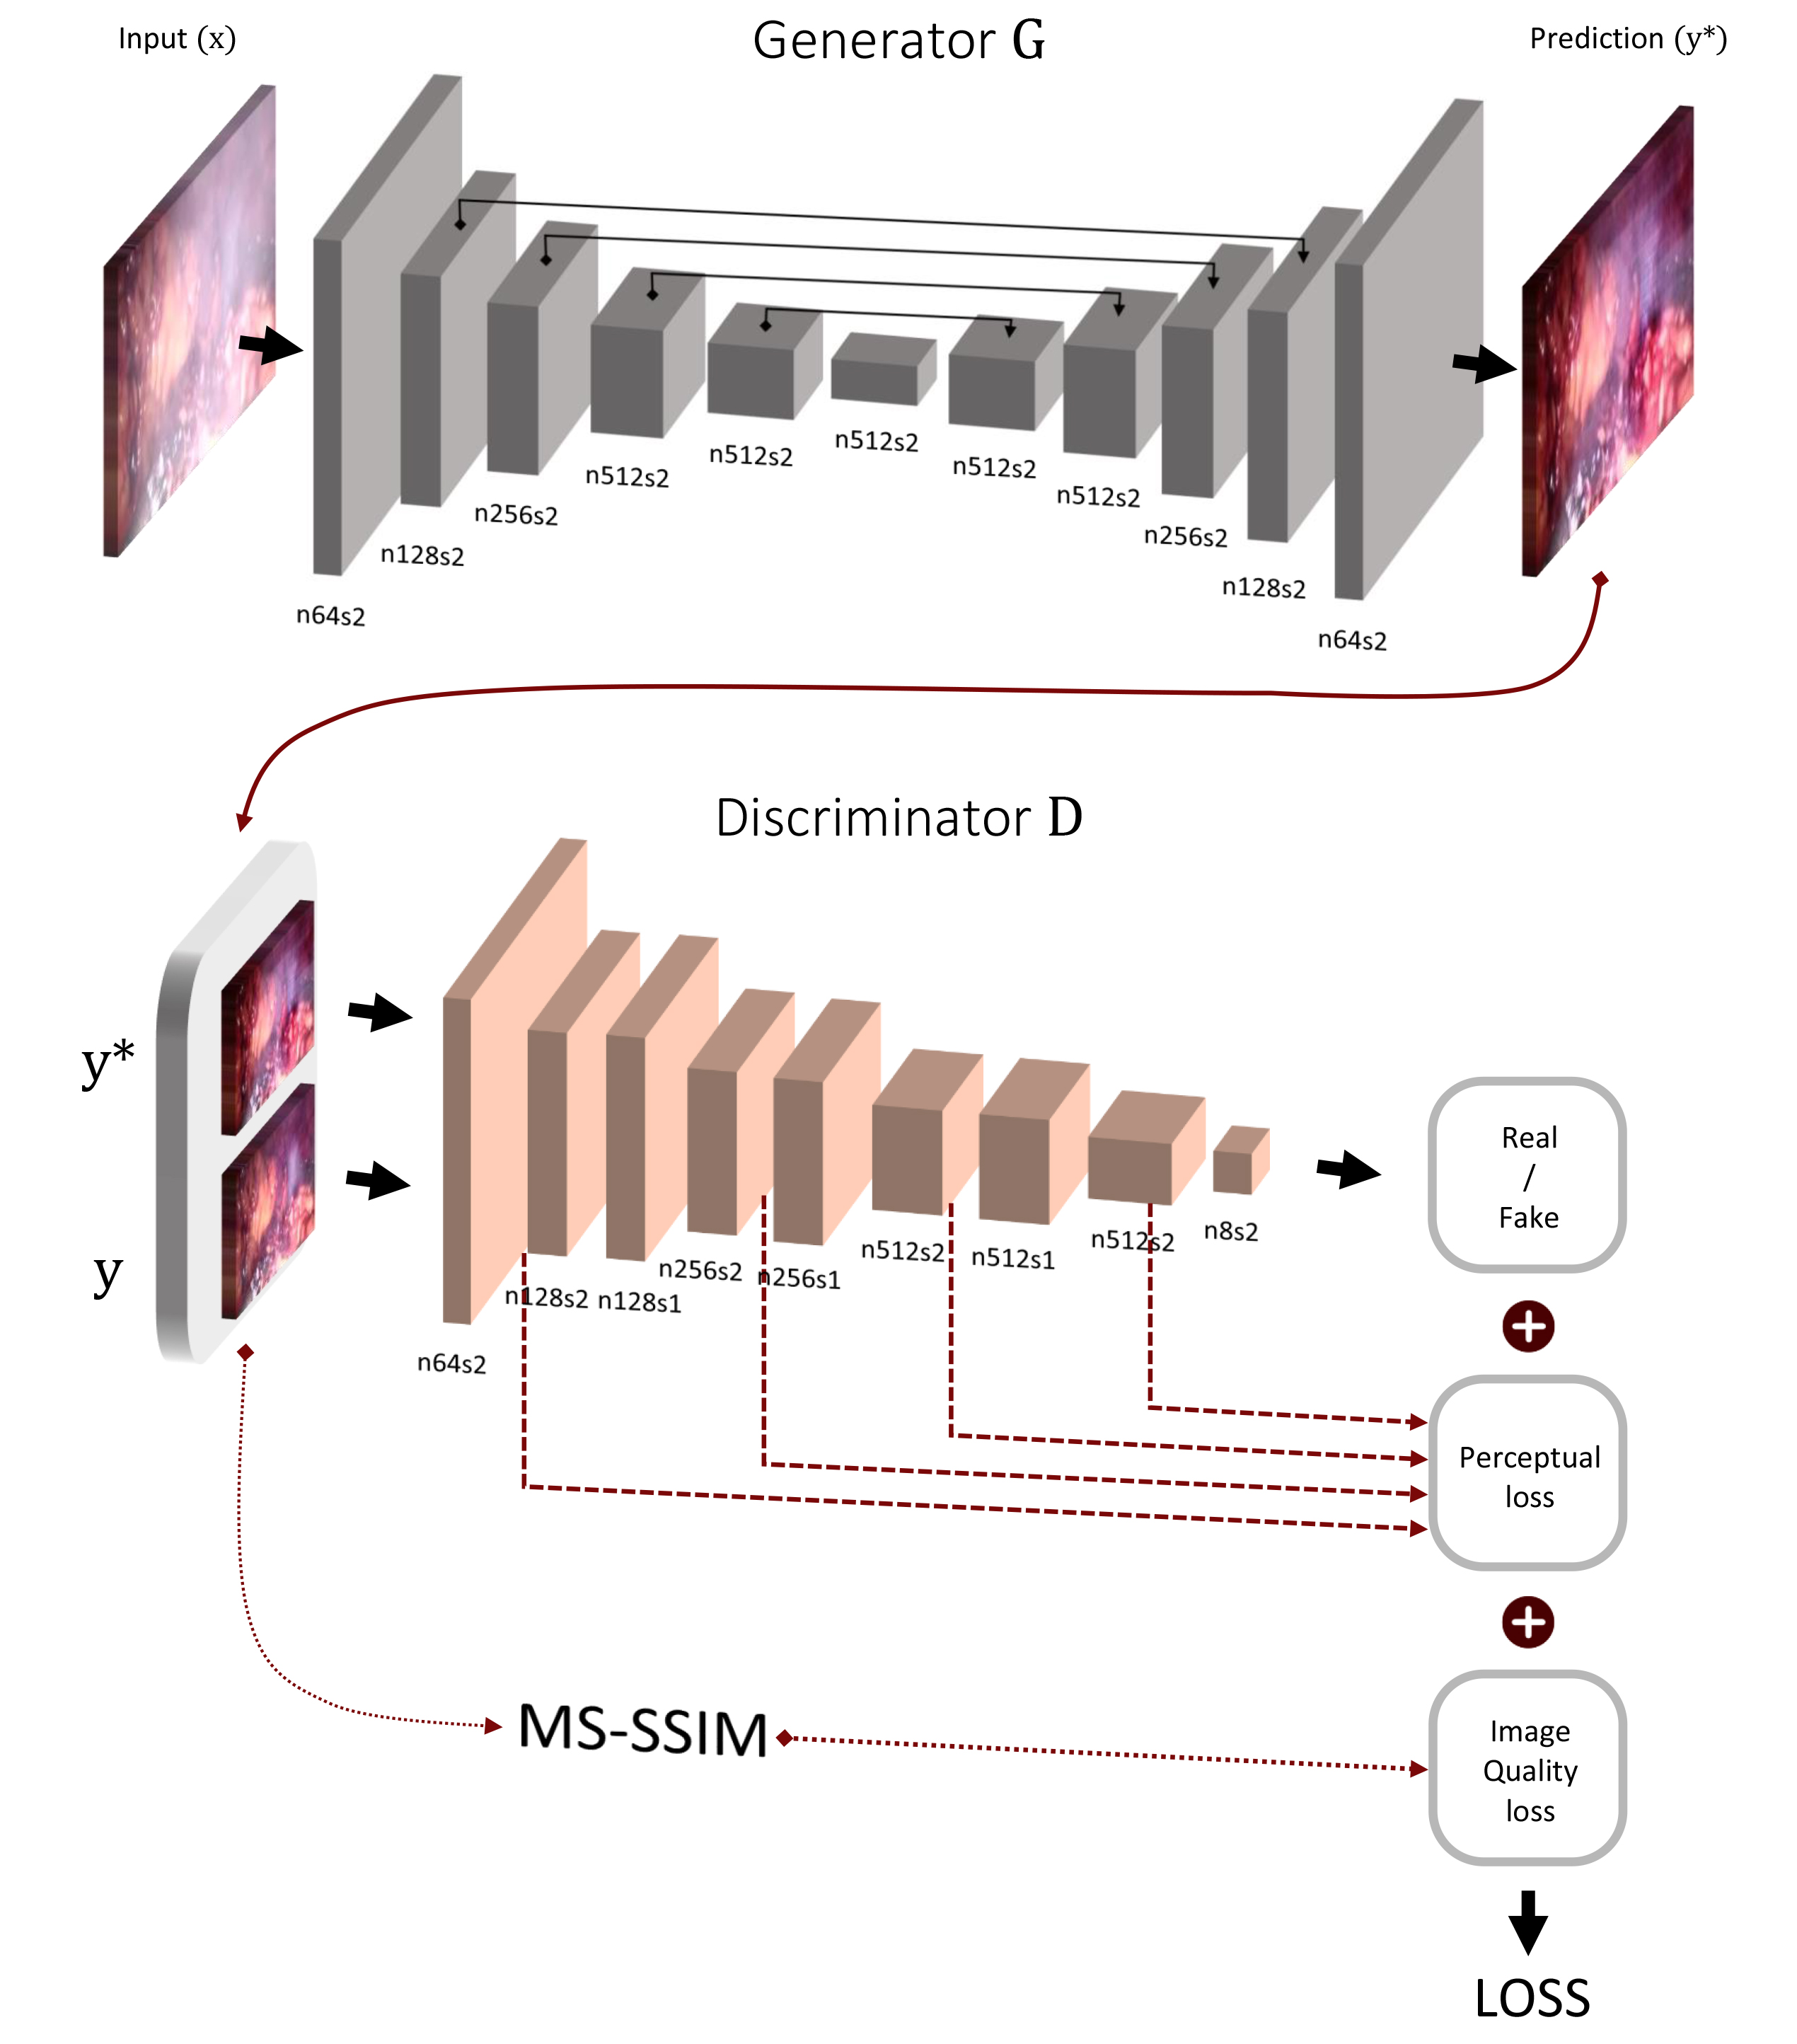 Generator G
Input (x)
Prediction (y*)
n64s2
n128s2
n256s2
n512s2
n512s2
n512s2
n512s2
n512s2
n256s2
n128s2
n64s2
Discriminator D
y*
y
n64s2
n128s2
n128s1
n256s2
n256s1
n512s2
n512s1
n512s2
n8s2
Real
/
Fake
Perceptual
loss
MS-SSIM
Image
Quality
loss
LOSS